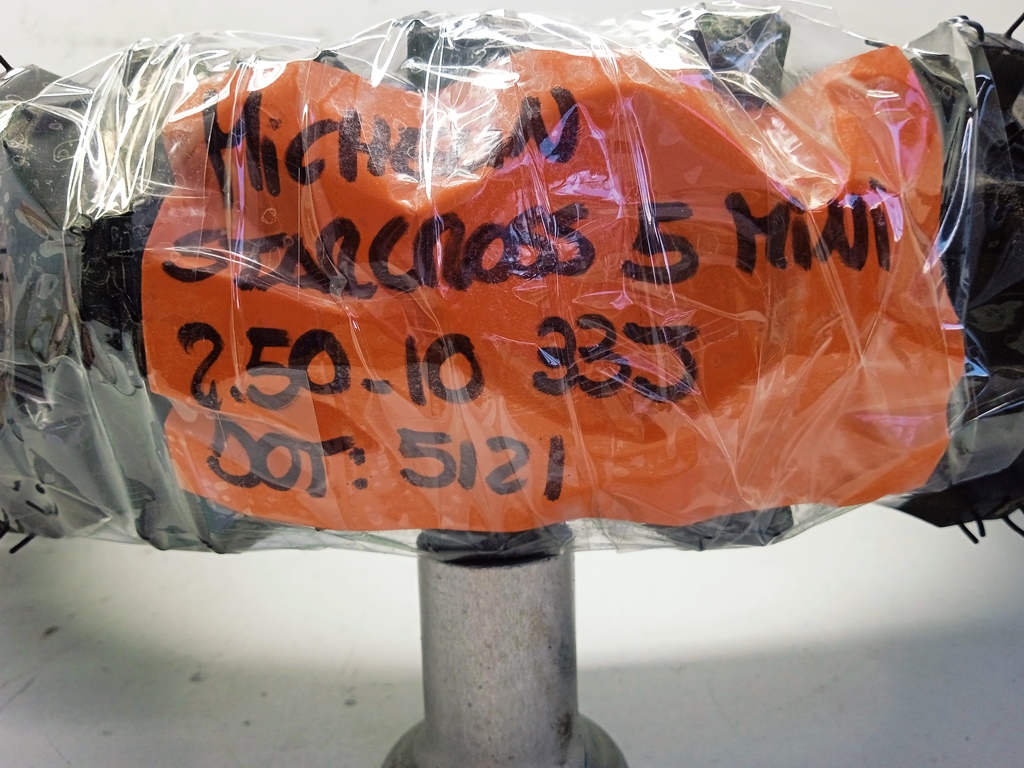 MiCHELiN
STARCROSS 5 MiNi
2.50-10 33J
DOT: 5121